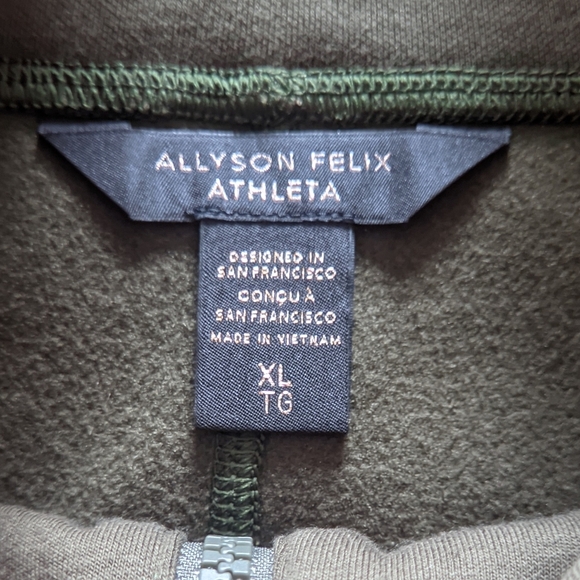 ALLYSON FELIX
ATHLETA
DESIGNED IN
SAN FRANCISCO
CONÇU À
SAN FRANCISCO
MADE IN VIETNAM
XL
TG